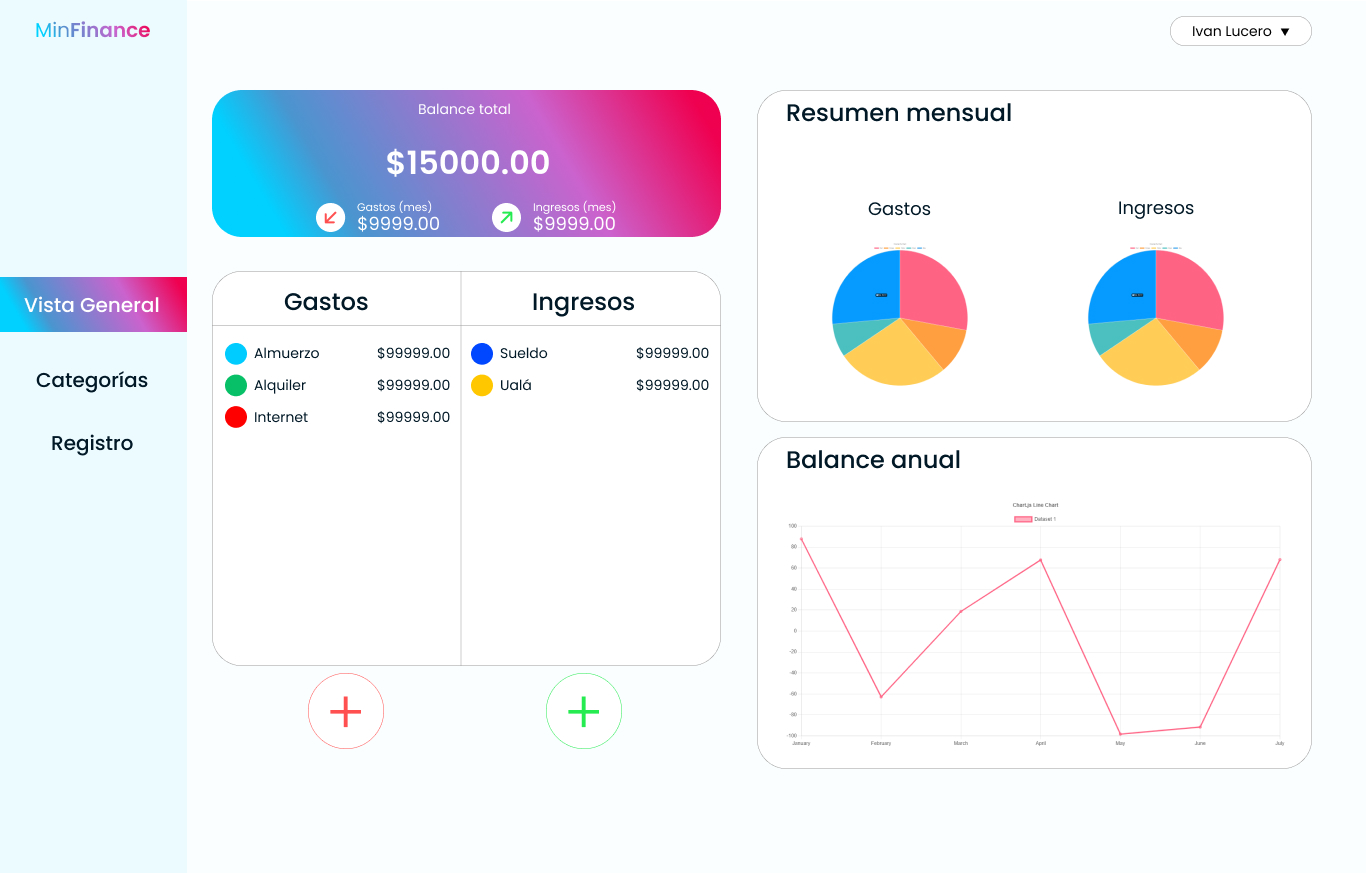 MinFinance
Ivan Lucero ▼
Vista General
Categorías
Registro
Balance total
$15000.00
Gastos (mes)
$9999.00
Ingresos (mes)
$9999.00
Gastos
Ingresos
Almuerzo $99999.00
Alquiler $99999.00
Internet $99999.00
Sueldo $99999.00
Ualá $99999.00
Resumen mensual
Gastos
Ingresos
Balance anual
Chart.js Line Chart
Dataset 1
100
80
60
40
20
0
-20
-40
-60
-80
-100
January February March April May June July